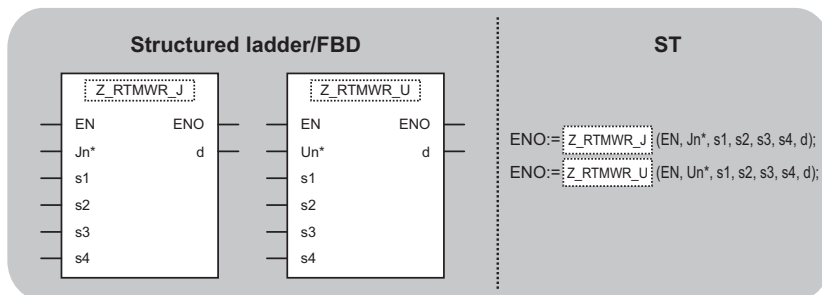 Structured ladder/FBD
Z_RTMWR_J
EN ENO
Jn* d
s1
s2
s3
s4
Z_RTMWR_U
EN ENO
Un* d
s1
s2
s3
s4
ST
ENO:= Z_RTMWR_J (EN, Jn*, s1, s2, s3, s4, d);
ENO:= Z_RTMWR_U (EN, Un*, s1, s2, s3, s4, d);